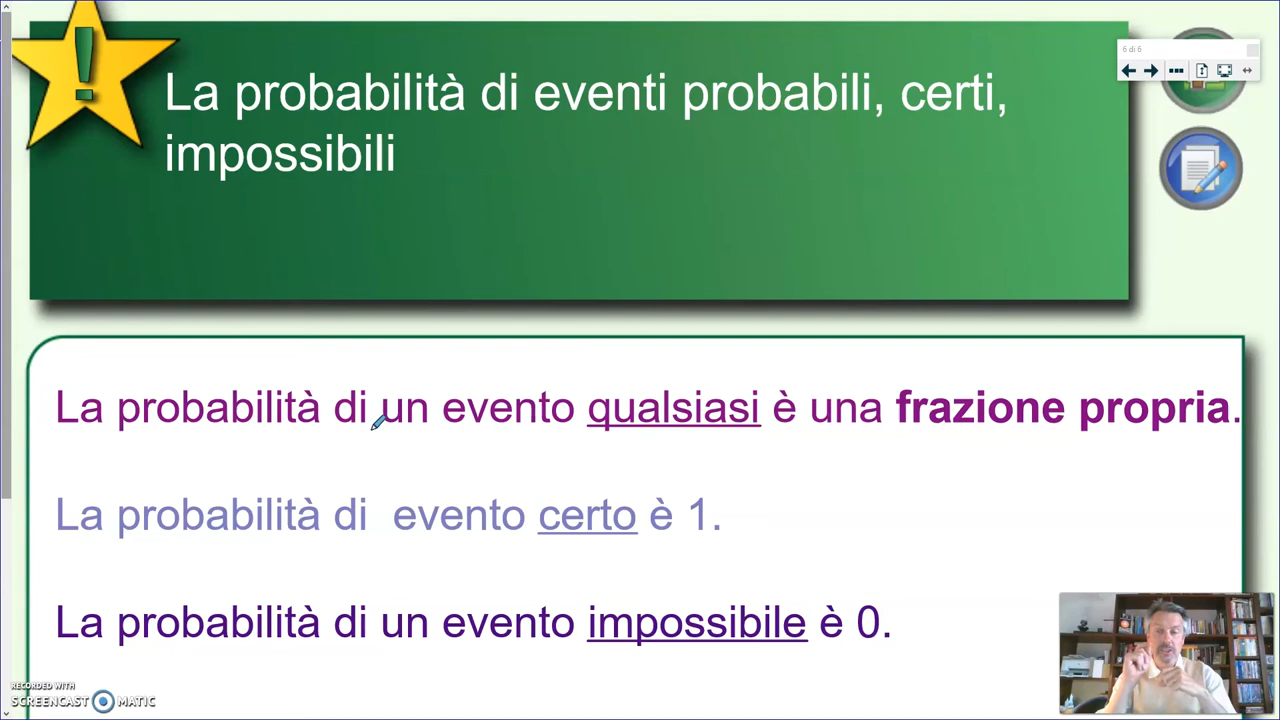 !
La probabilità di eventi probabili, certi,
impossibili
6 di 6
La probabilità di un evento qualsiasi è una frazione propria.
La probabilità di  evento certo è 1.
La probabilità di un evento impossibile è 0.
RECORDED WITH
SCREENCAST MATIC